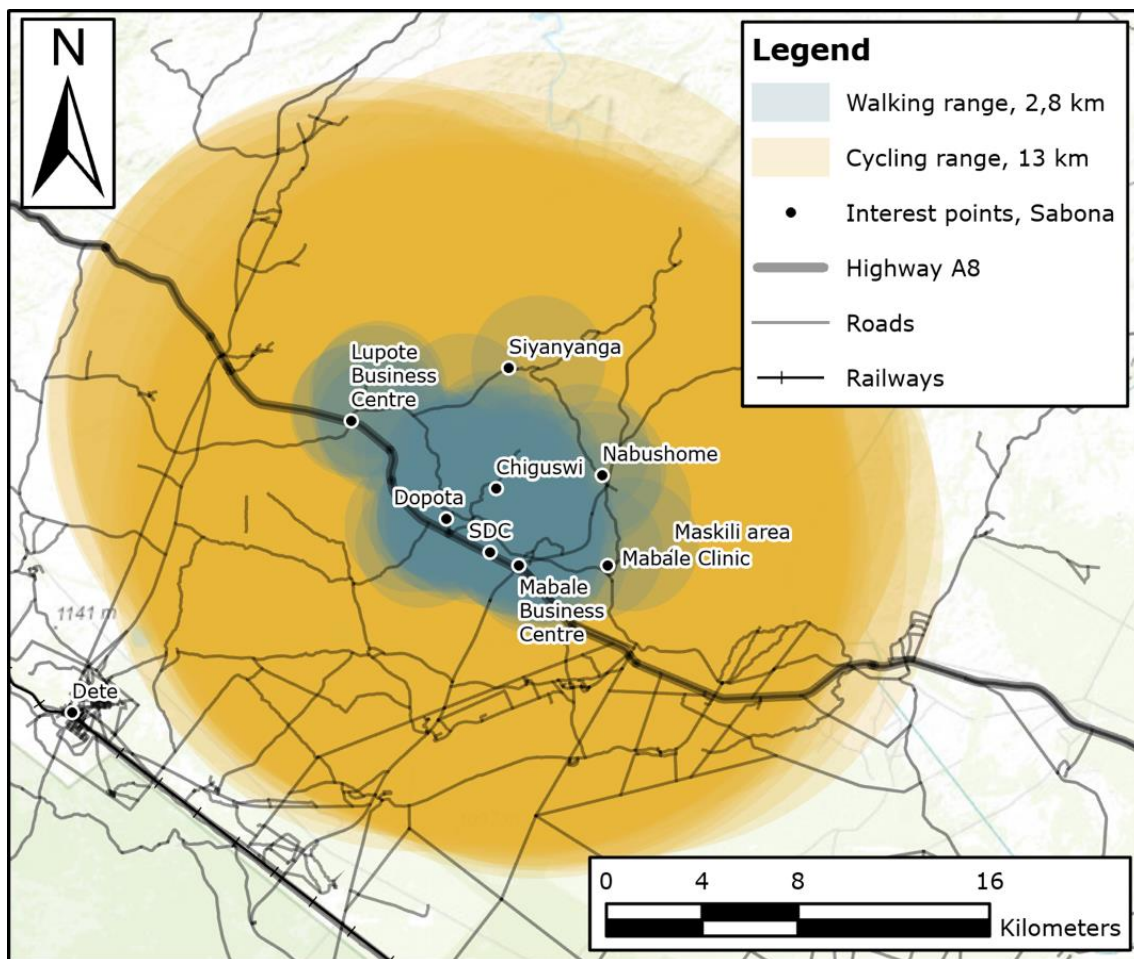 N
Legend
Walking range, 2,8 km
Cycling range, 13 km
Interest points, Sabona
Highway A8
Roads
Railways
Lupote
Business
Centre
Siyanyanga
Chiguswi
Nabushome
Dopota
SDC
Maskili area
Mabale Clinic
Mabale
Business
Centre
1141 m
Dete
0 4 8 16
Kilometers